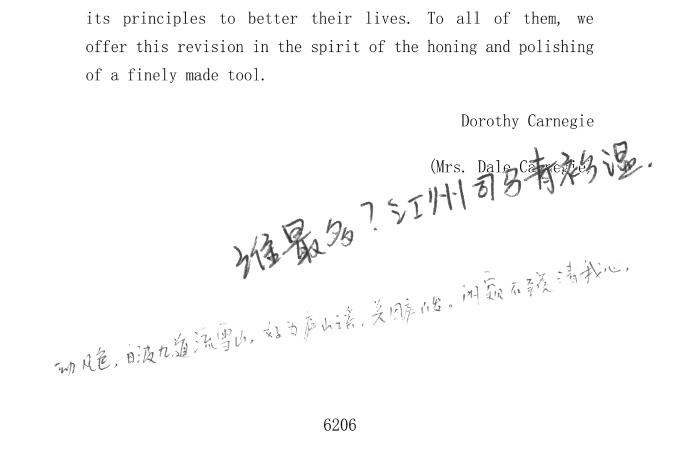 its principles to better their lives. To all of them, we
offer this revision in the spirit of the honing and polishing
of a finely made tool.
Dorothy Carnegie
(Mrs. Dale Carnegie)
谁最多？江州司马青衫湿.
动风色，白波九道流雪山，好为庐山谣，兴因庐山发。闲窥石镜清我心，
6206